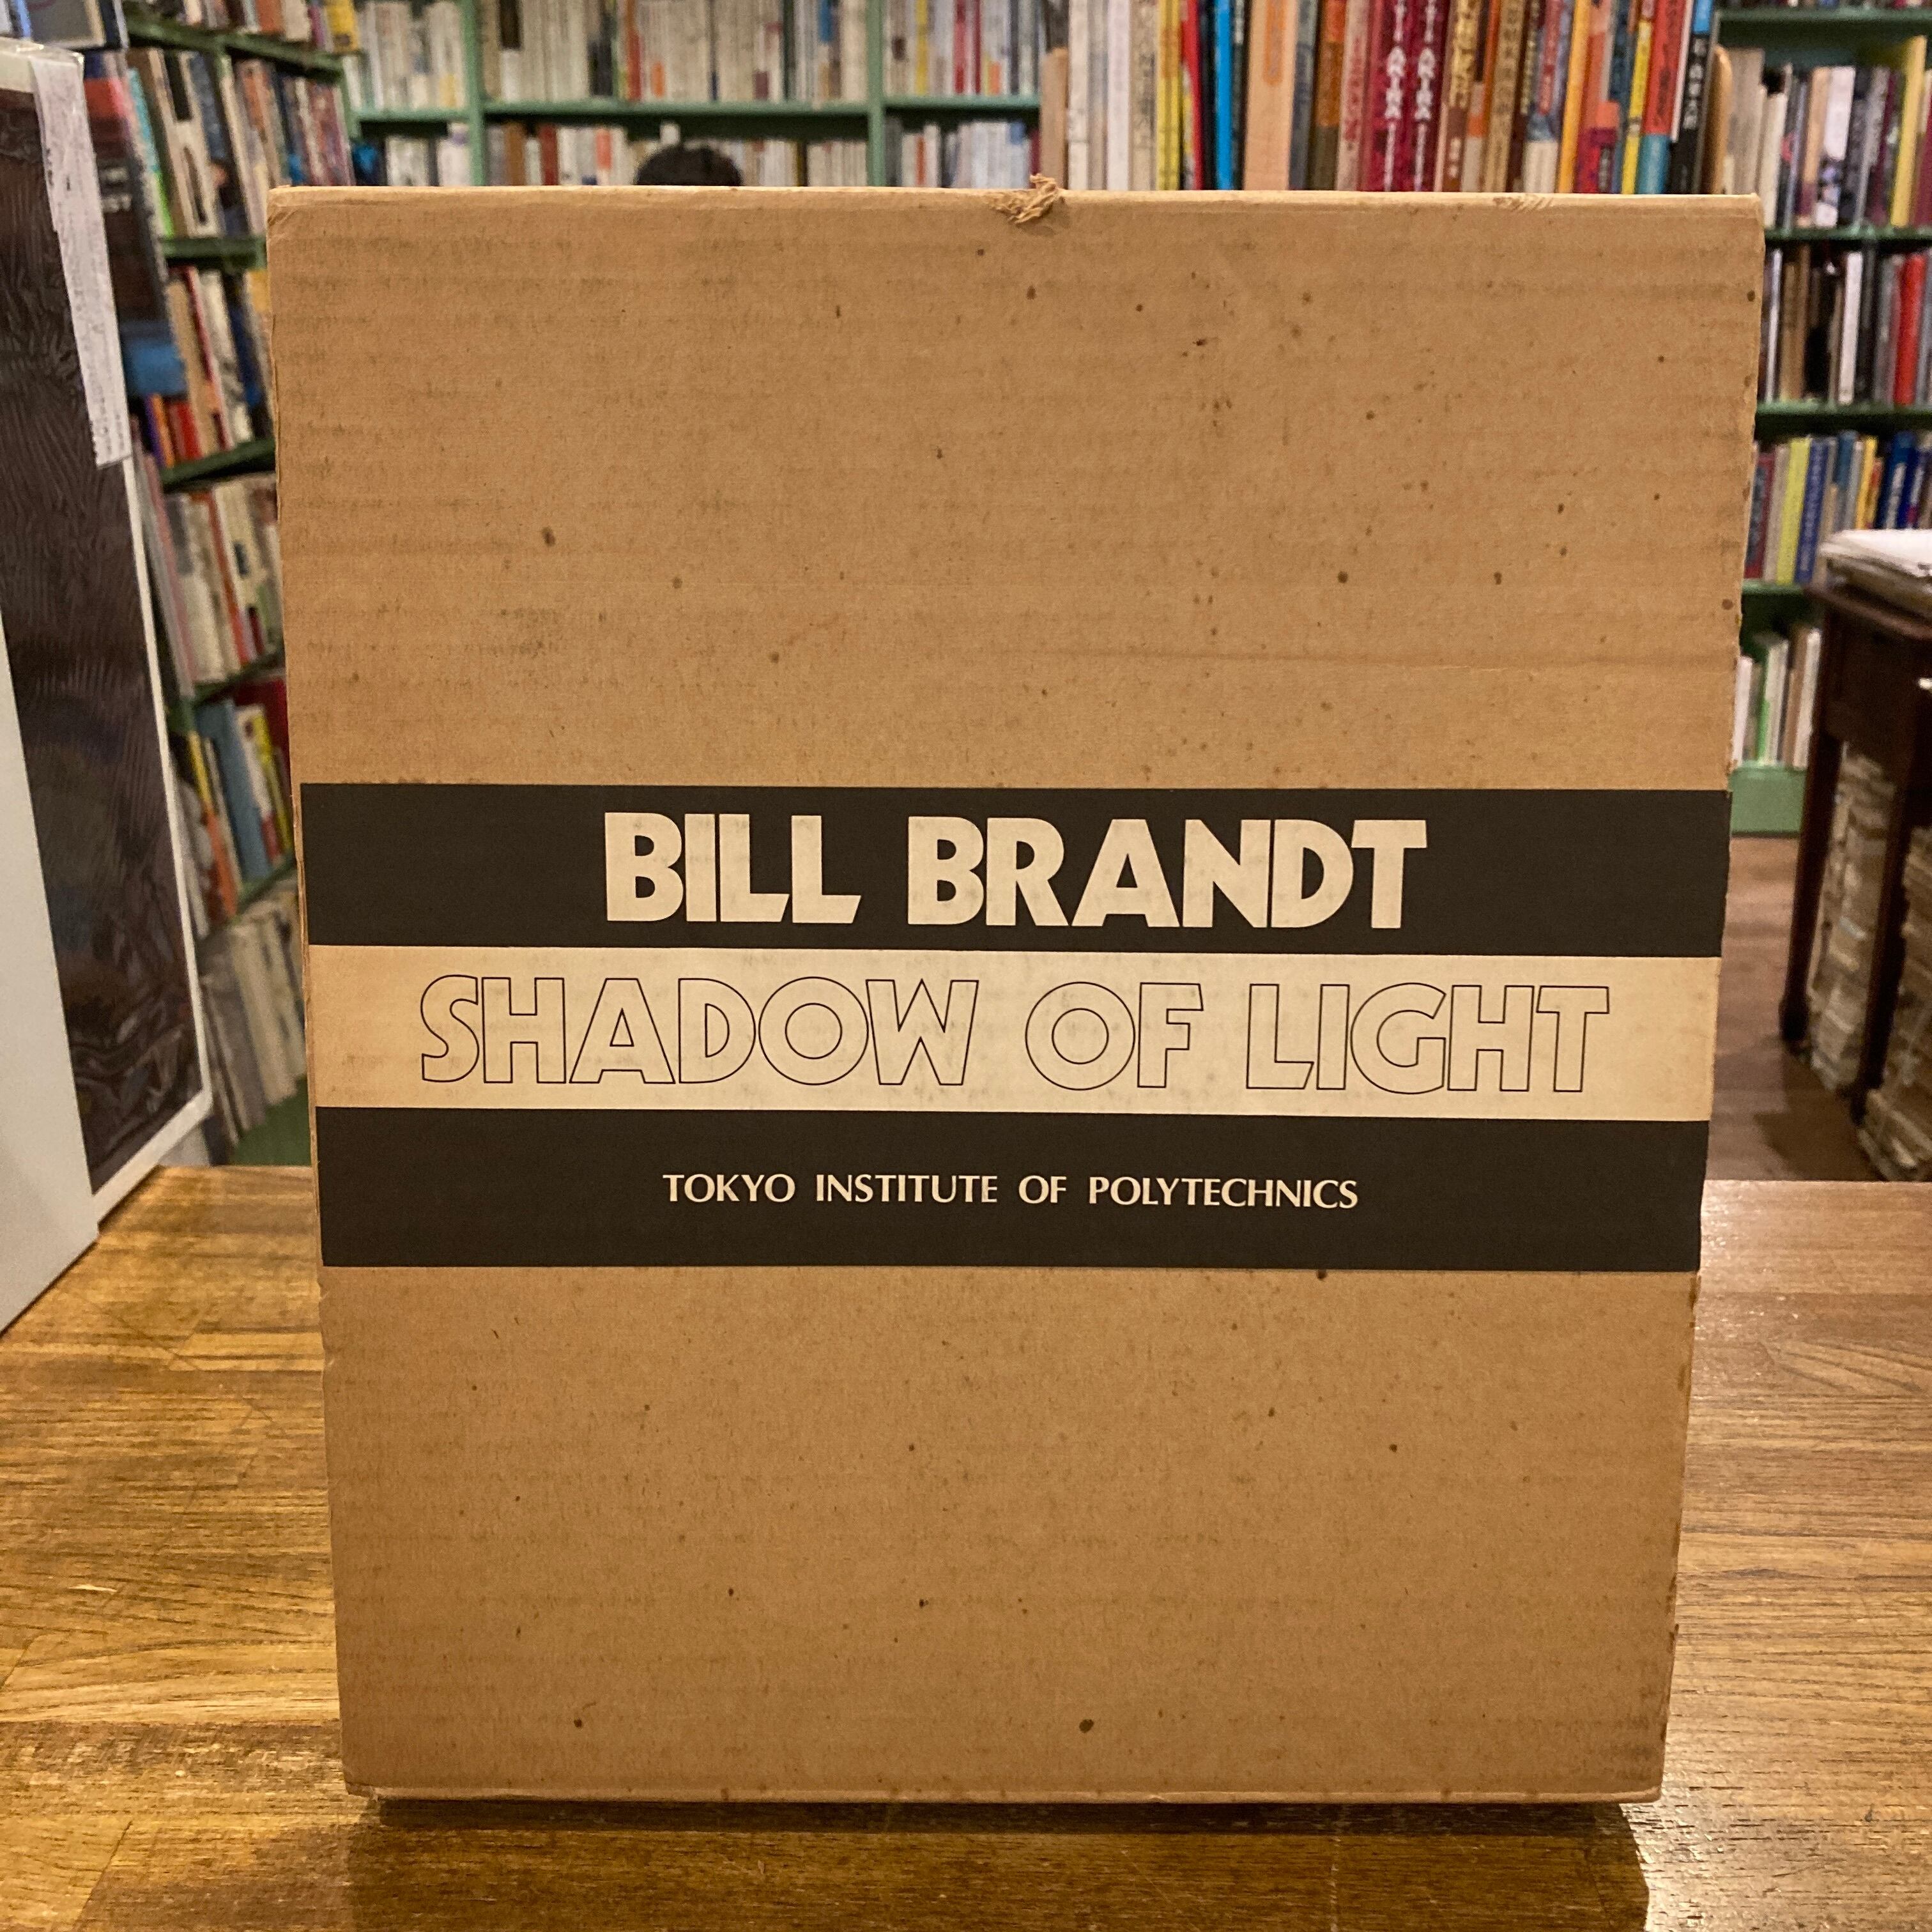 BILL BRANDT
SHADOW OF LIGHT
TOKYO INSTITUTE OF POLYTECHNICS